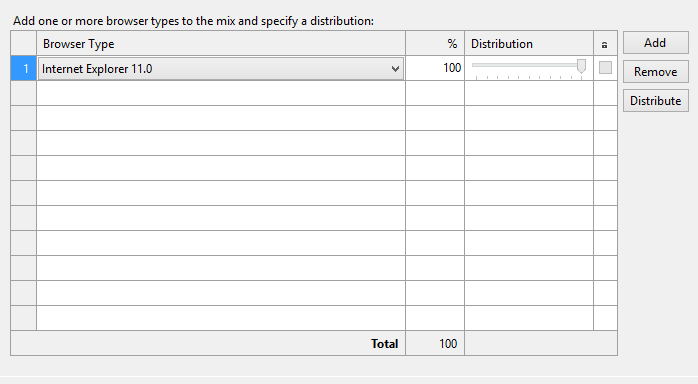 Add one or more browser types to the mix and specify a distribution:
Browser Type % Distribution
Add
1 Internet Explorer 11.0 100
Remove
Distribute
Total 100